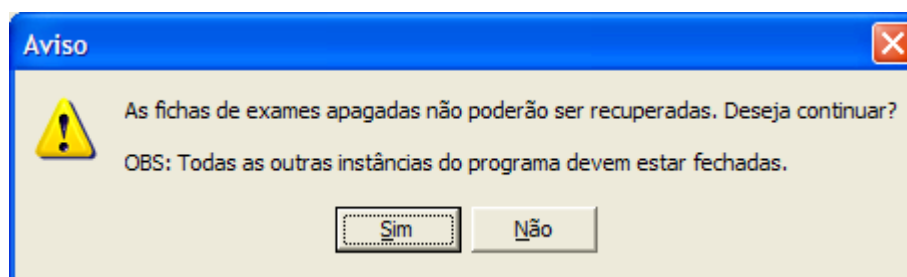 Aviso
As fichas de exames apagadas não poderão ser recuperadas. Deseja continuar?
OBS: Todas as outras instâncias do programa devem estar fechadas.
Sim
Não